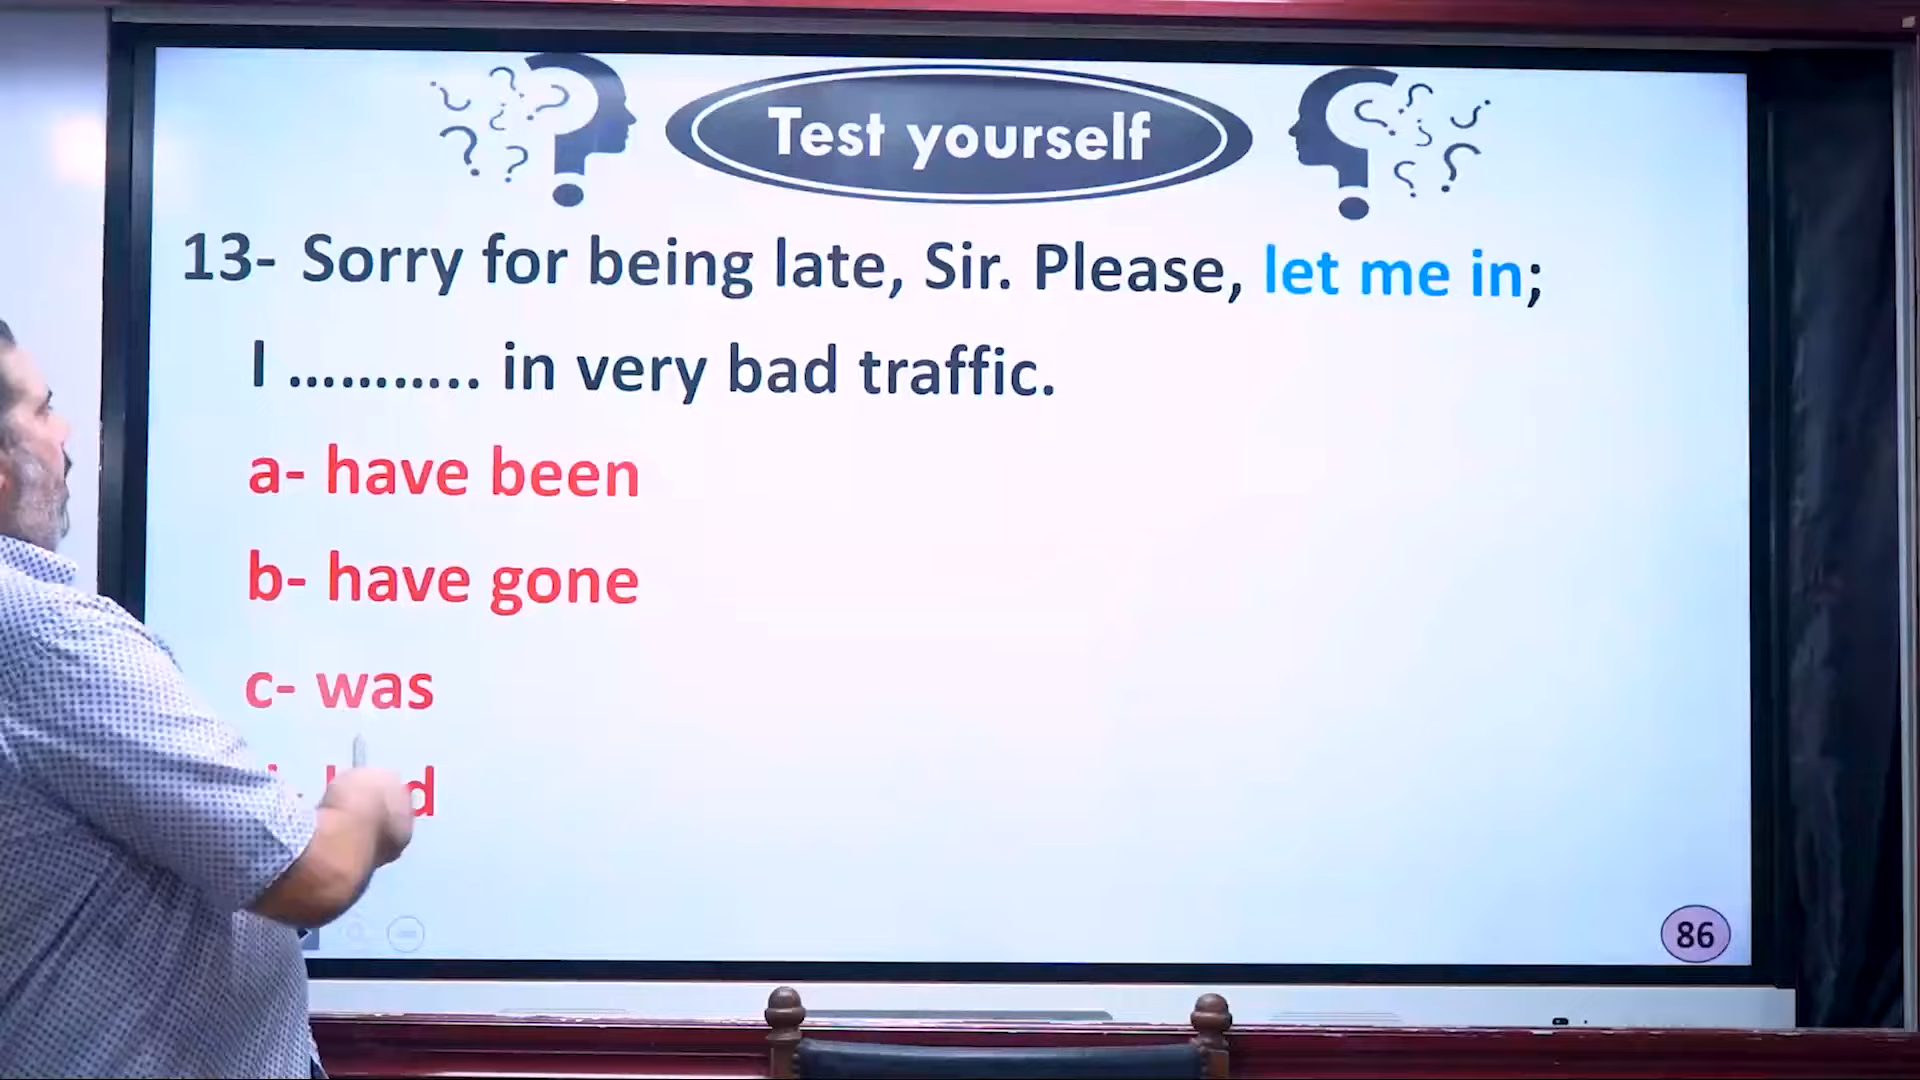 Test yourself
13- Sorry for being late, Sir. Please, let me in;
I ........... in very bad traffic.
a- have been
b- have gone
c- was
86